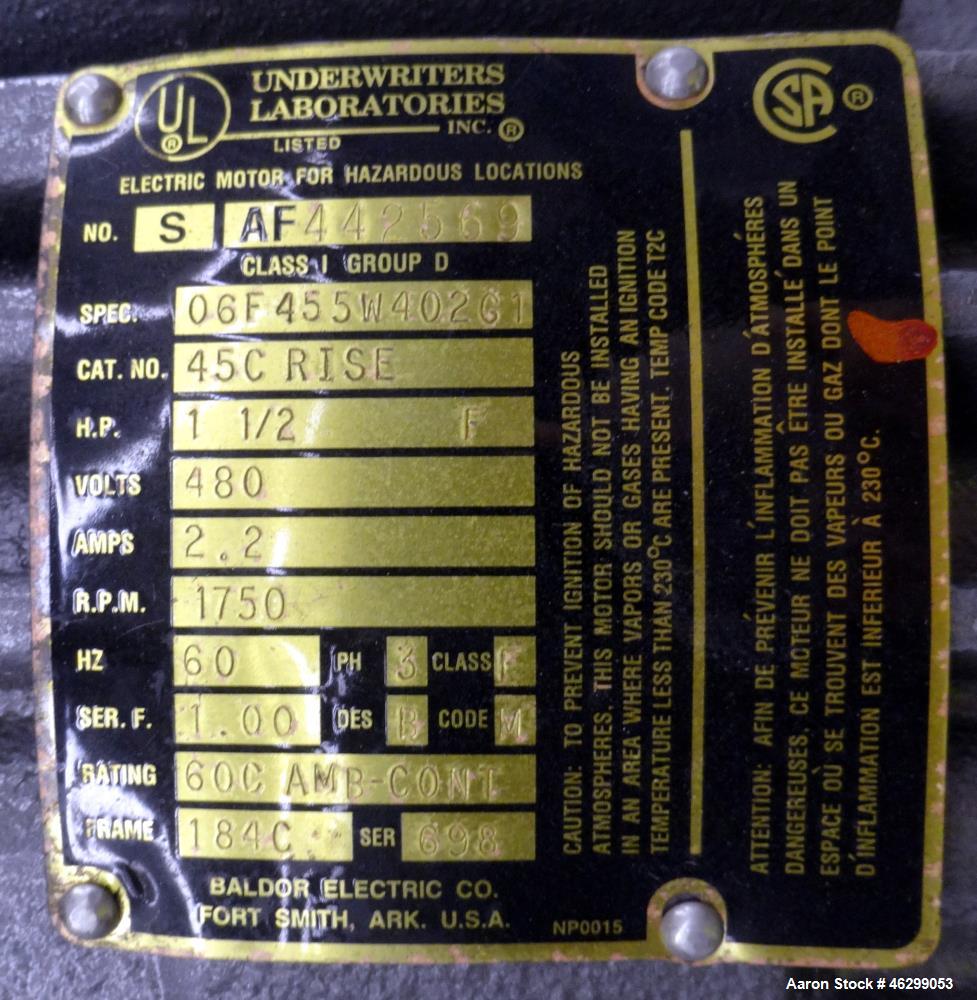 UL ®
UNDERWRITERS
LABORATORIES
INC. ®
LISTED
SA ®
ELECTRIC MOTOR FOR HAZARDOUS LOCATIONS
NO. S AF442569
CLASS I GROUP D
SPEC. 06F455W402G1
CAT. NO. 45C RISE
H.P. 1 1/2 F
VOLTS 480
AMPS 2.2
R.P.M. 1750
HZ 60 PH 3 CLASS F
SER. F. 1.00 DES B CODE M
RATING 60C AMB-CONT
FRAME 184C SER 698
BALDOR ELECTRIC CO.
FORT SMITH, ARK. U.S.A.
NP0015
CAUTION: TO PREVENT IGNITION OF HAZARDOUS
ATMOSPHERES, THIS MOTOR SHOULD NOT BE INSTALLED
IN AN AREA WHERE VAPORS OR GASES HAVING AN IGNITION
TEMPERATURE LESS THAN 230°C ARE PRESENT. TEMP CODE T2C
ATTENTION: AFIN DE PRÉVENIR L'INFLAMMATION D'ATMOSPHÉRES
DANGEREUSES, CE MOTEUR NE DOIT PAS ÊTRE INSTALLÉ DANS UN
ESPACE OÙ SE TROUVENT DES VAPEURS OU GAZ DONT LE POINT
D'INFLAMMATION EST INFERIEUR À 230°C.
Aaron Stock # 46299053